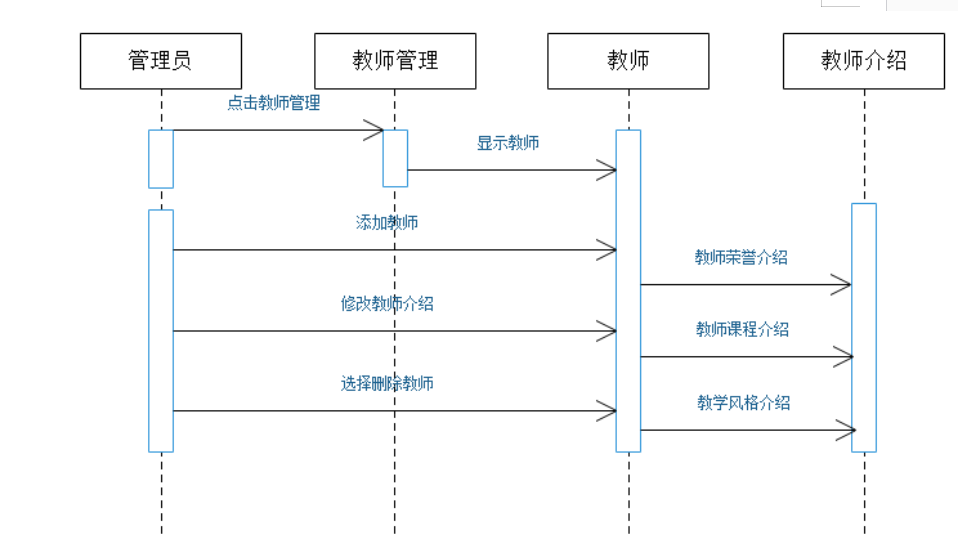 管理员
教师管理
教师
教师介绍
点击教师管理
显示教师
添加教师
教师荣誉介绍
修改教师介绍
教师课程介绍
选择删除教师
教学风格介绍